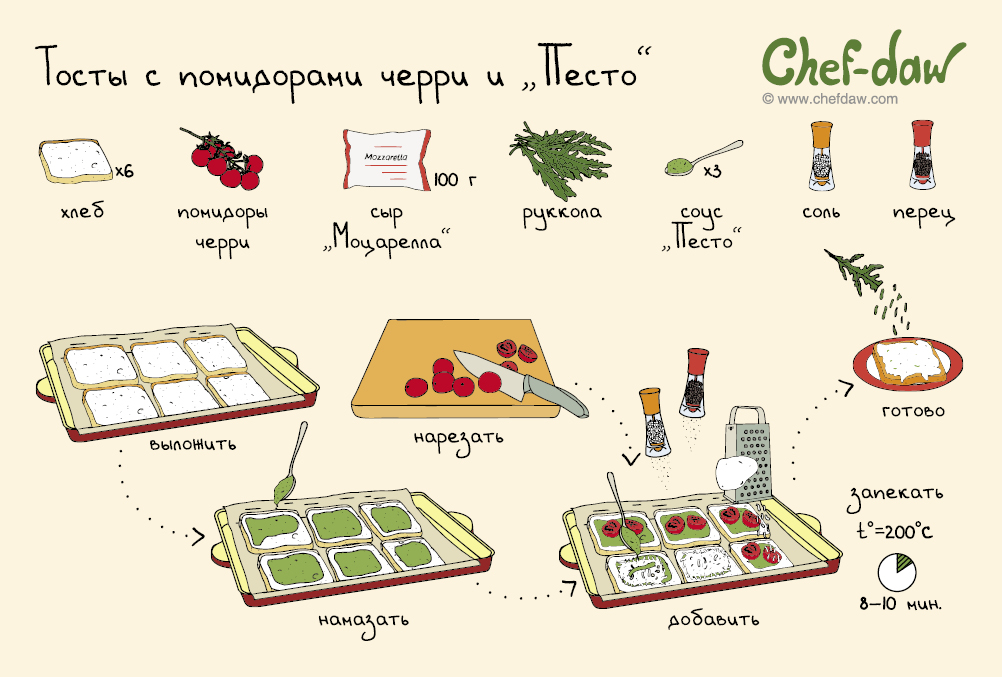 Тосты с помидорами черри и „Песто“
Chef-daw
© www.chefdaw.com
x6
Mozzarella
100 г
x3
хлеб
помидоры
черри
сыр
„Моцарелла“
руккола
соус
„Песто“
соль
перец
выложить
нарезать
готово
намазать
добавить
запекать
t°=200°c
8–10 мин.